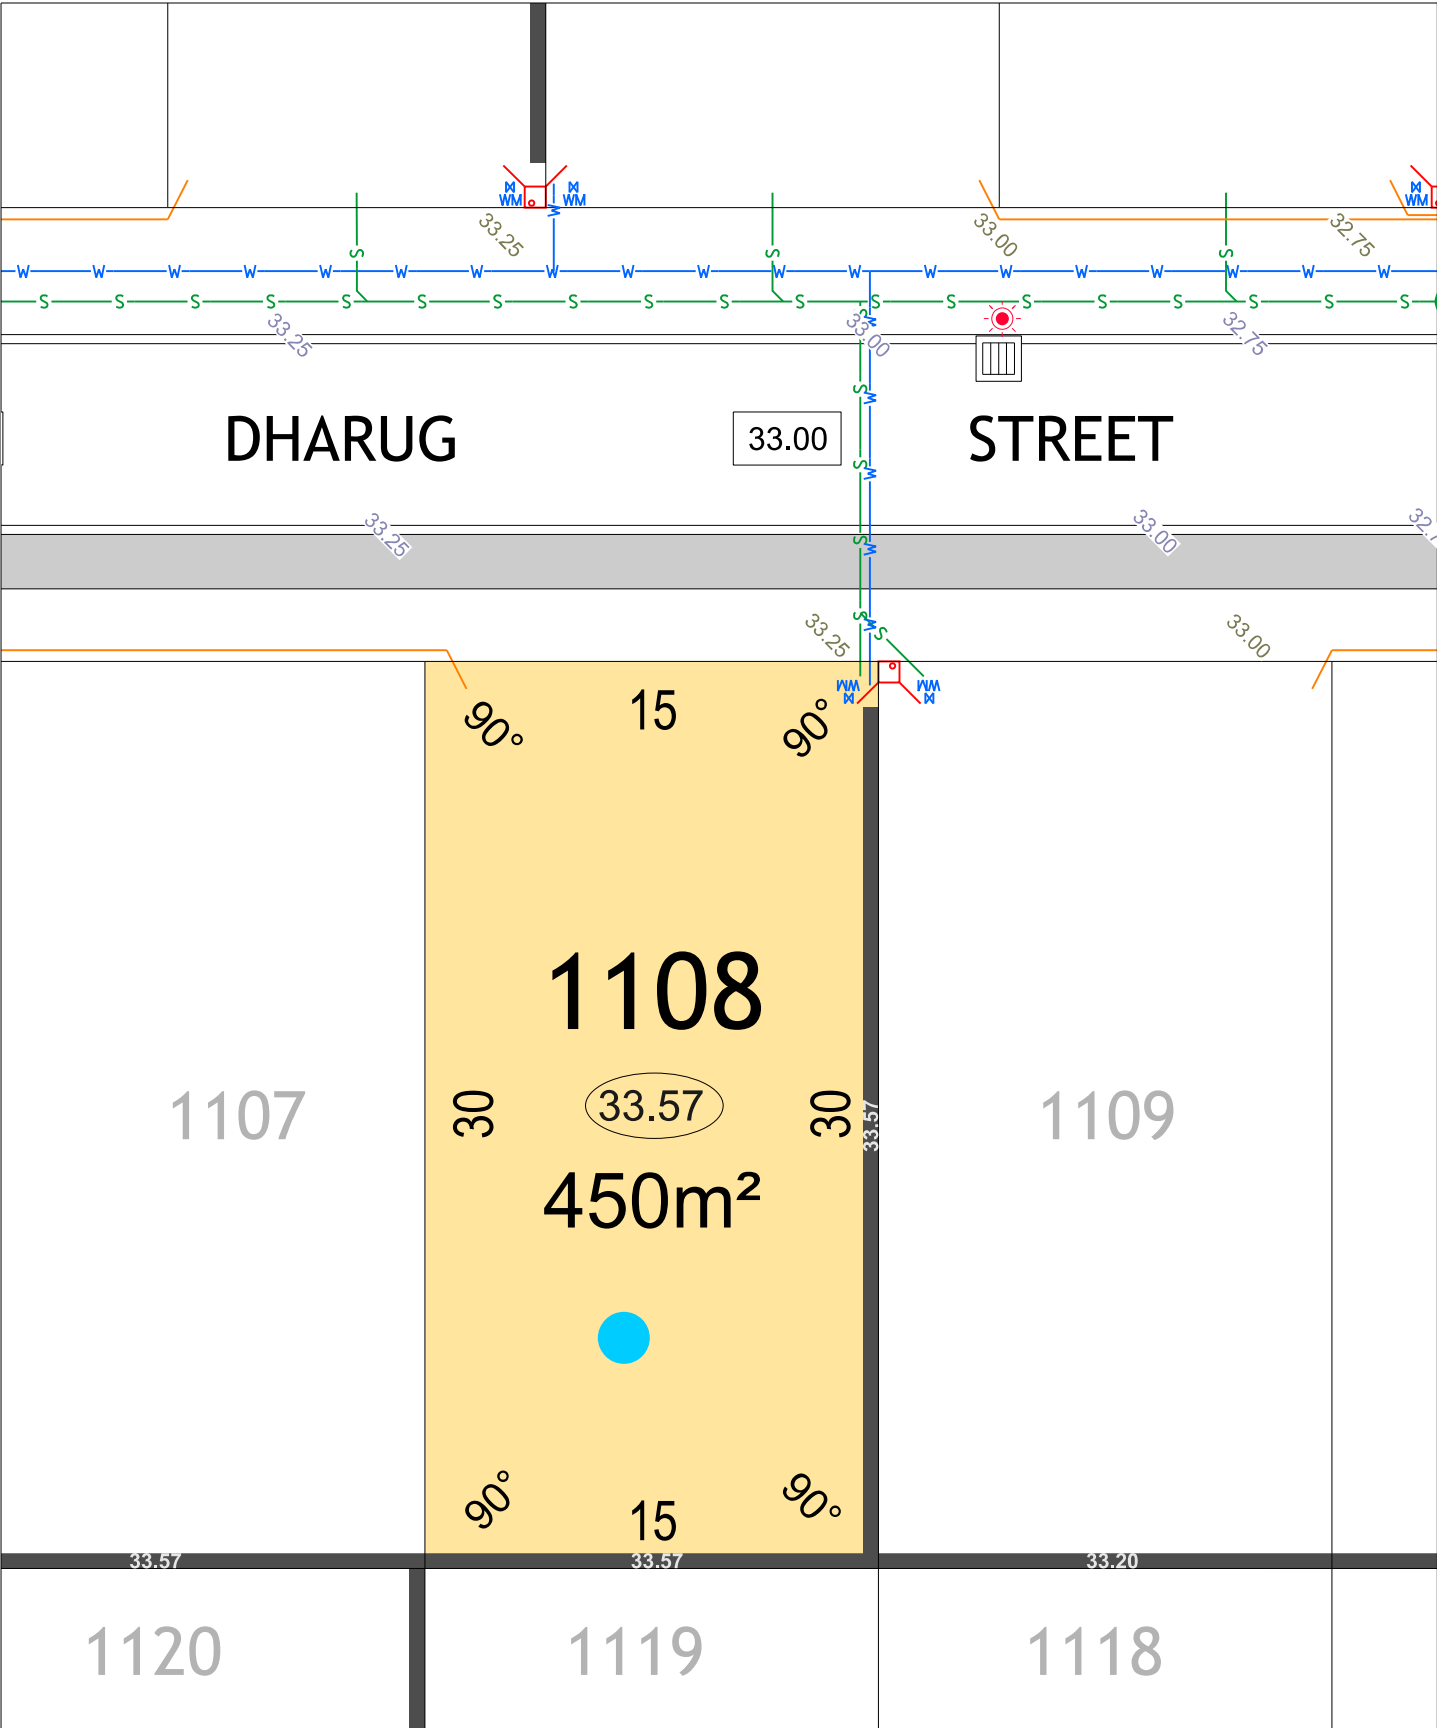 WM WM WM
W
33.25 33.00 32.75
S S S
W W W W W W W W W W W W W W W W W W W
S S S S S S S S S S S S S S S S S S S
S W
33.25 33.00 32.75
S W
DHARUG 33.00 STREET
S W
33.25 33.00 32.7
S W
S W S
33.25 33.00
WM WM
90° 15 90°
1108
1107 30 33.57 30 33.57 1109
450m²
90° 15 90°
33.57 33.57 33.20
1120 1119 1118